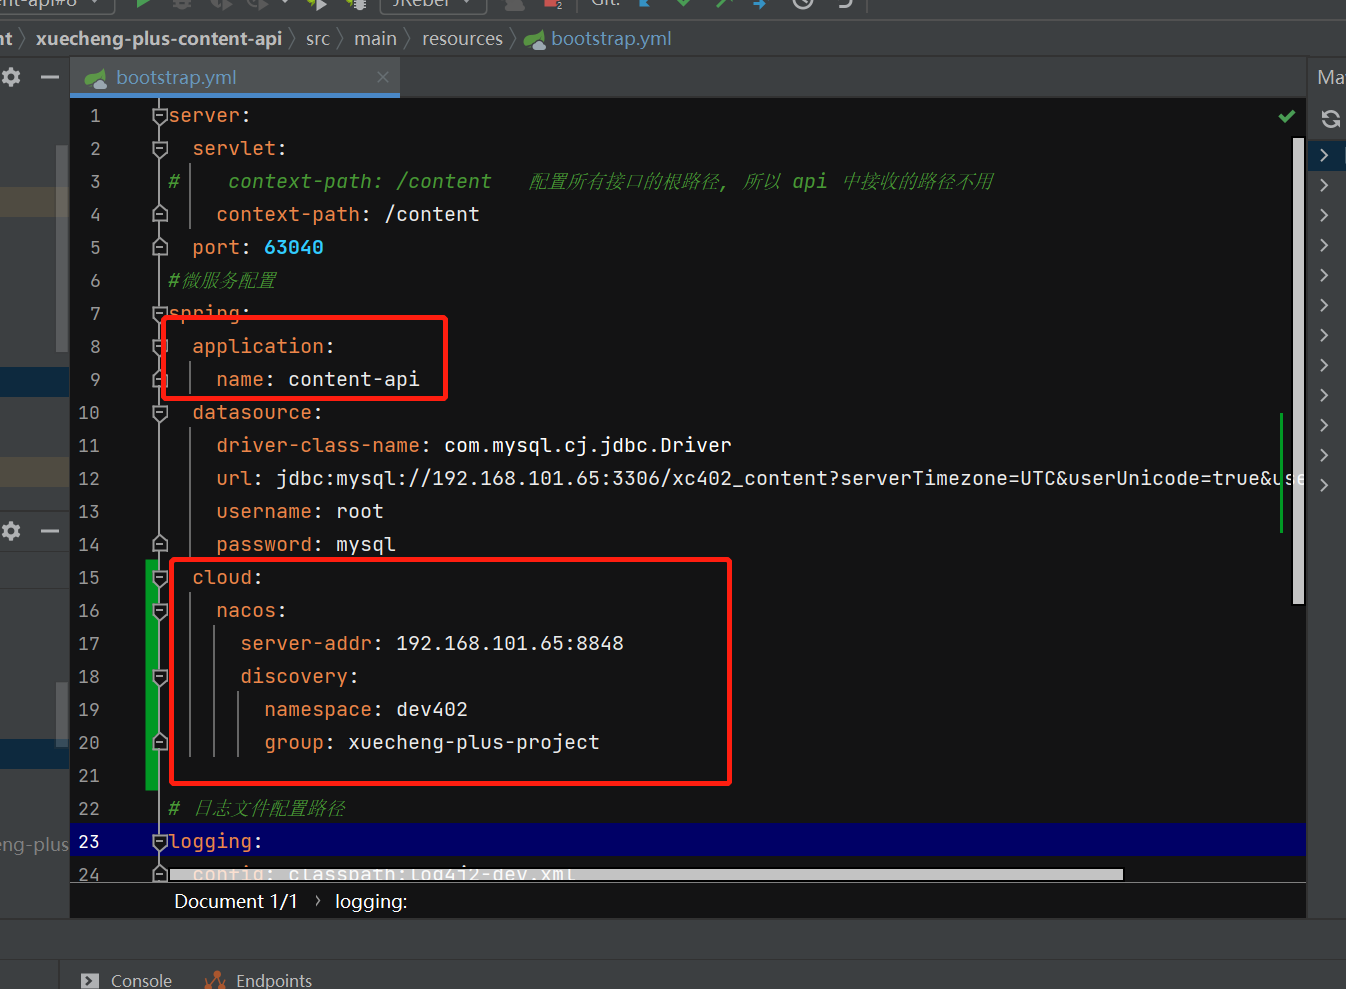 JRebel
Git:
xuecheng-plus-content-api
src
main
resources
bootstrap.yml
bootstrap.yml
1 server:
2 servlet:
3 # context-path: /content 配置所有接口的根路径, 所以 api 中接收的路径不用
4 context-path: /content
5 port: 63040
6 #微服务配置
7 spring:
8 application:
9 name: content-api
10 datasource:
11 driver-class-name: com.mysql.cj.jdbc.Driver
12 url: jdbc:mysql://192.168.101.65:3306/xc402_content?serverTimezone=UTC&userUnicode=true&use
13 username: root
14 password: mysql
15 cloud:
16 nacos:
17 server-addr: 192.168.101.65:8848
18 discovery:
19 namespace: dev402
20 group: xuecheng-plus-project
21
22 # 日志文件配置路径
23 logging:
24 config: classpath:log4j2-dev.xml
Document 1/1 › logging:
Console
Endpoints